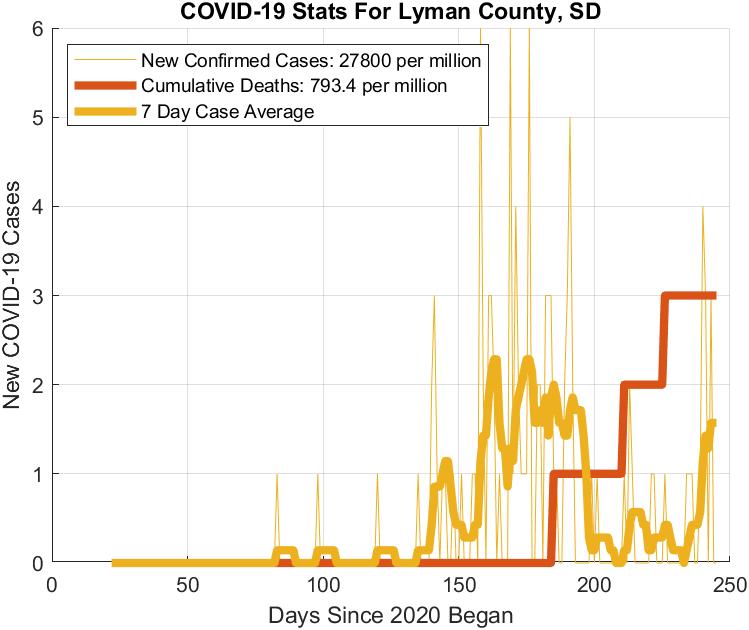 COVID-19 Stats For Lyman County, SD
New Confirmed Cases: 27800 per million
Cumulative Deaths: 793.4 per million
7 Day Case Average
New COVID-19 Cases
6
5
4
3
2
1
0
0 50 100 150 200 250
Days Since 2020 Began